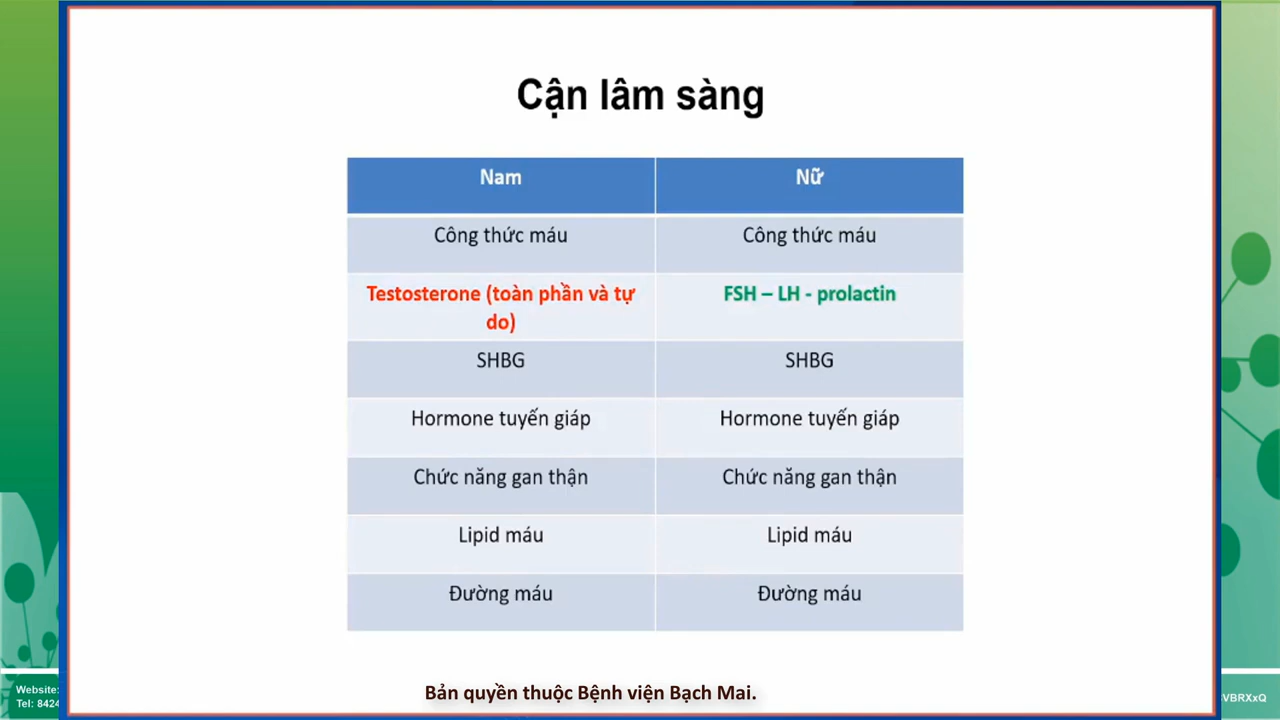 Cận lâm sàng
Nam Nữ
Công thức máu Công thức máu
Testosterone (toàn phần và tự do) FSH – LH - prolactin
SHBG SHBG
Hormone tuyến giáp Hormone tuyến giáp
Chức năng gan thận Chức năng gan thận
Lipid máu Lipid máu
Đường máu Đường máu
Bản quyền thuộc Bệnh viện Bạch Mai.
Website:
Tel: 8424
VBRXxQ